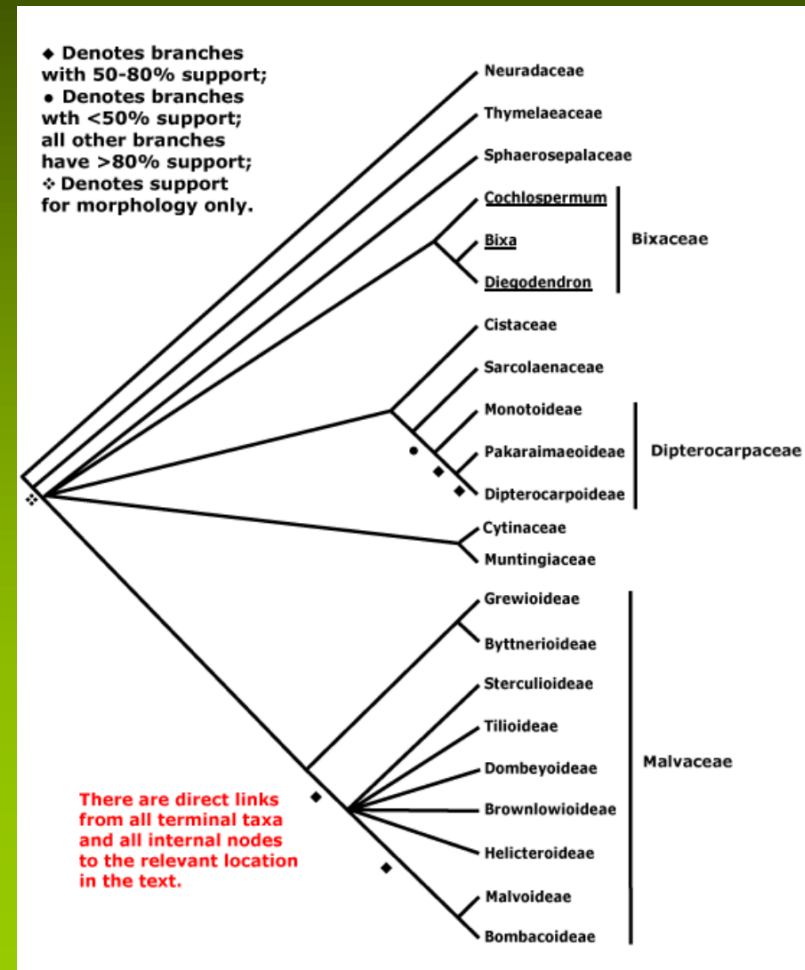 ◆ Denotes branches
with 50-80% support;
● Denotes branches
wth <50% support;
all other branches
have >80% support;
❖ Denotes support
for morphology only.
Neuradaceae
Thymelaeaceae
Sphaerosepalaceae
Cochlospermum
Bixa
Diegodendron
Bixaceae
Cistaceae
Sarcolaenaceae
Monotoideae
Pakaraimaeoideae
Dipterocarpoideae
Dipterocarpaceae
Cytinaceae
Muntingiaceae
Grewioideae
Byttnerioideae
Sterculioideae
Tilioideae
Dombeyoideae
Brownlowioideae
Helicteroideae
Malvoideae
Bombacoideae
Malvaceae
There are direct links
from all terminal taxa
and all internal nodes
to the relevant location
in the text.